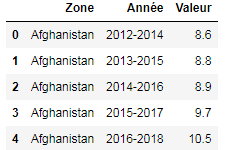 Zone Année Valeur
0 Afghanistan 2012-2014 8.6
1 Afghanistan 2013-2015 8.8
2 Afghanistan 2014-2016 8.9
3 Afghanistan 2015-2017 9.7
4 Afghanistan 2016-2018 10.5